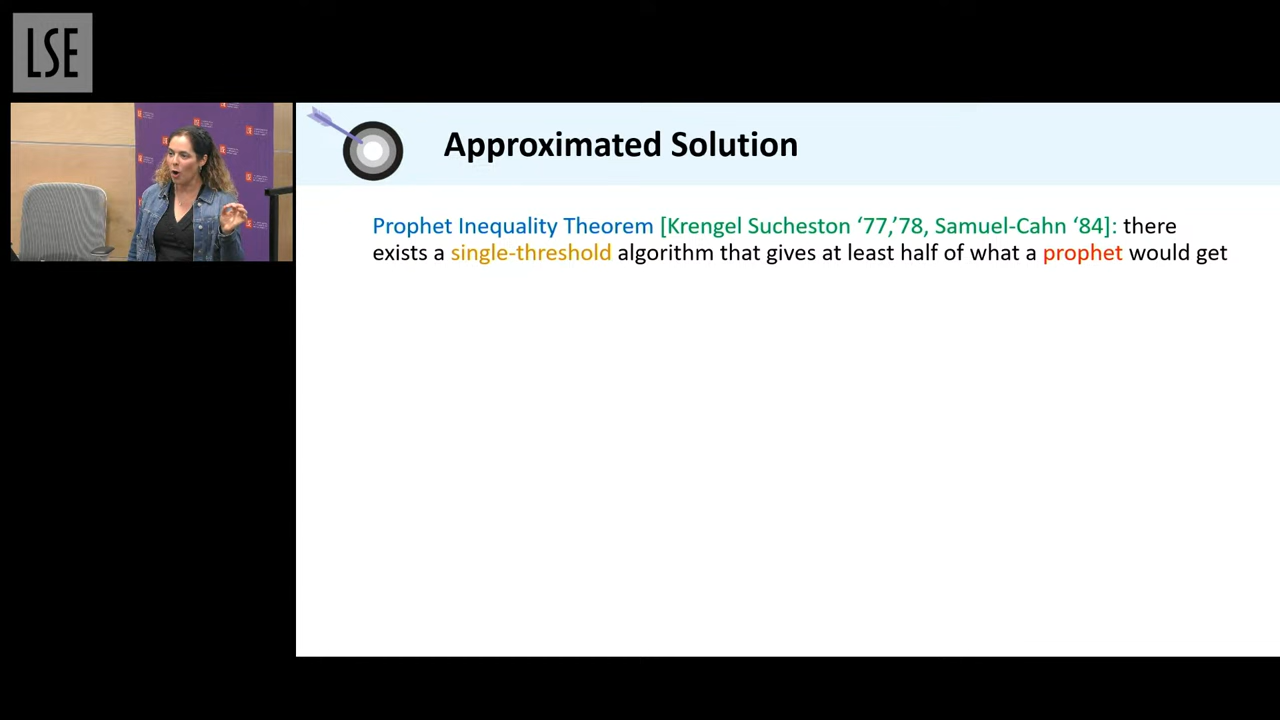 LSE
Approximated Solution
Prophet Inequality Theorem [Krengel Sucheston ‘77,’78, Samuel-Cahn ‘84]: there
exists a single-threshold algorithm that gives at least half of what a prophet would get